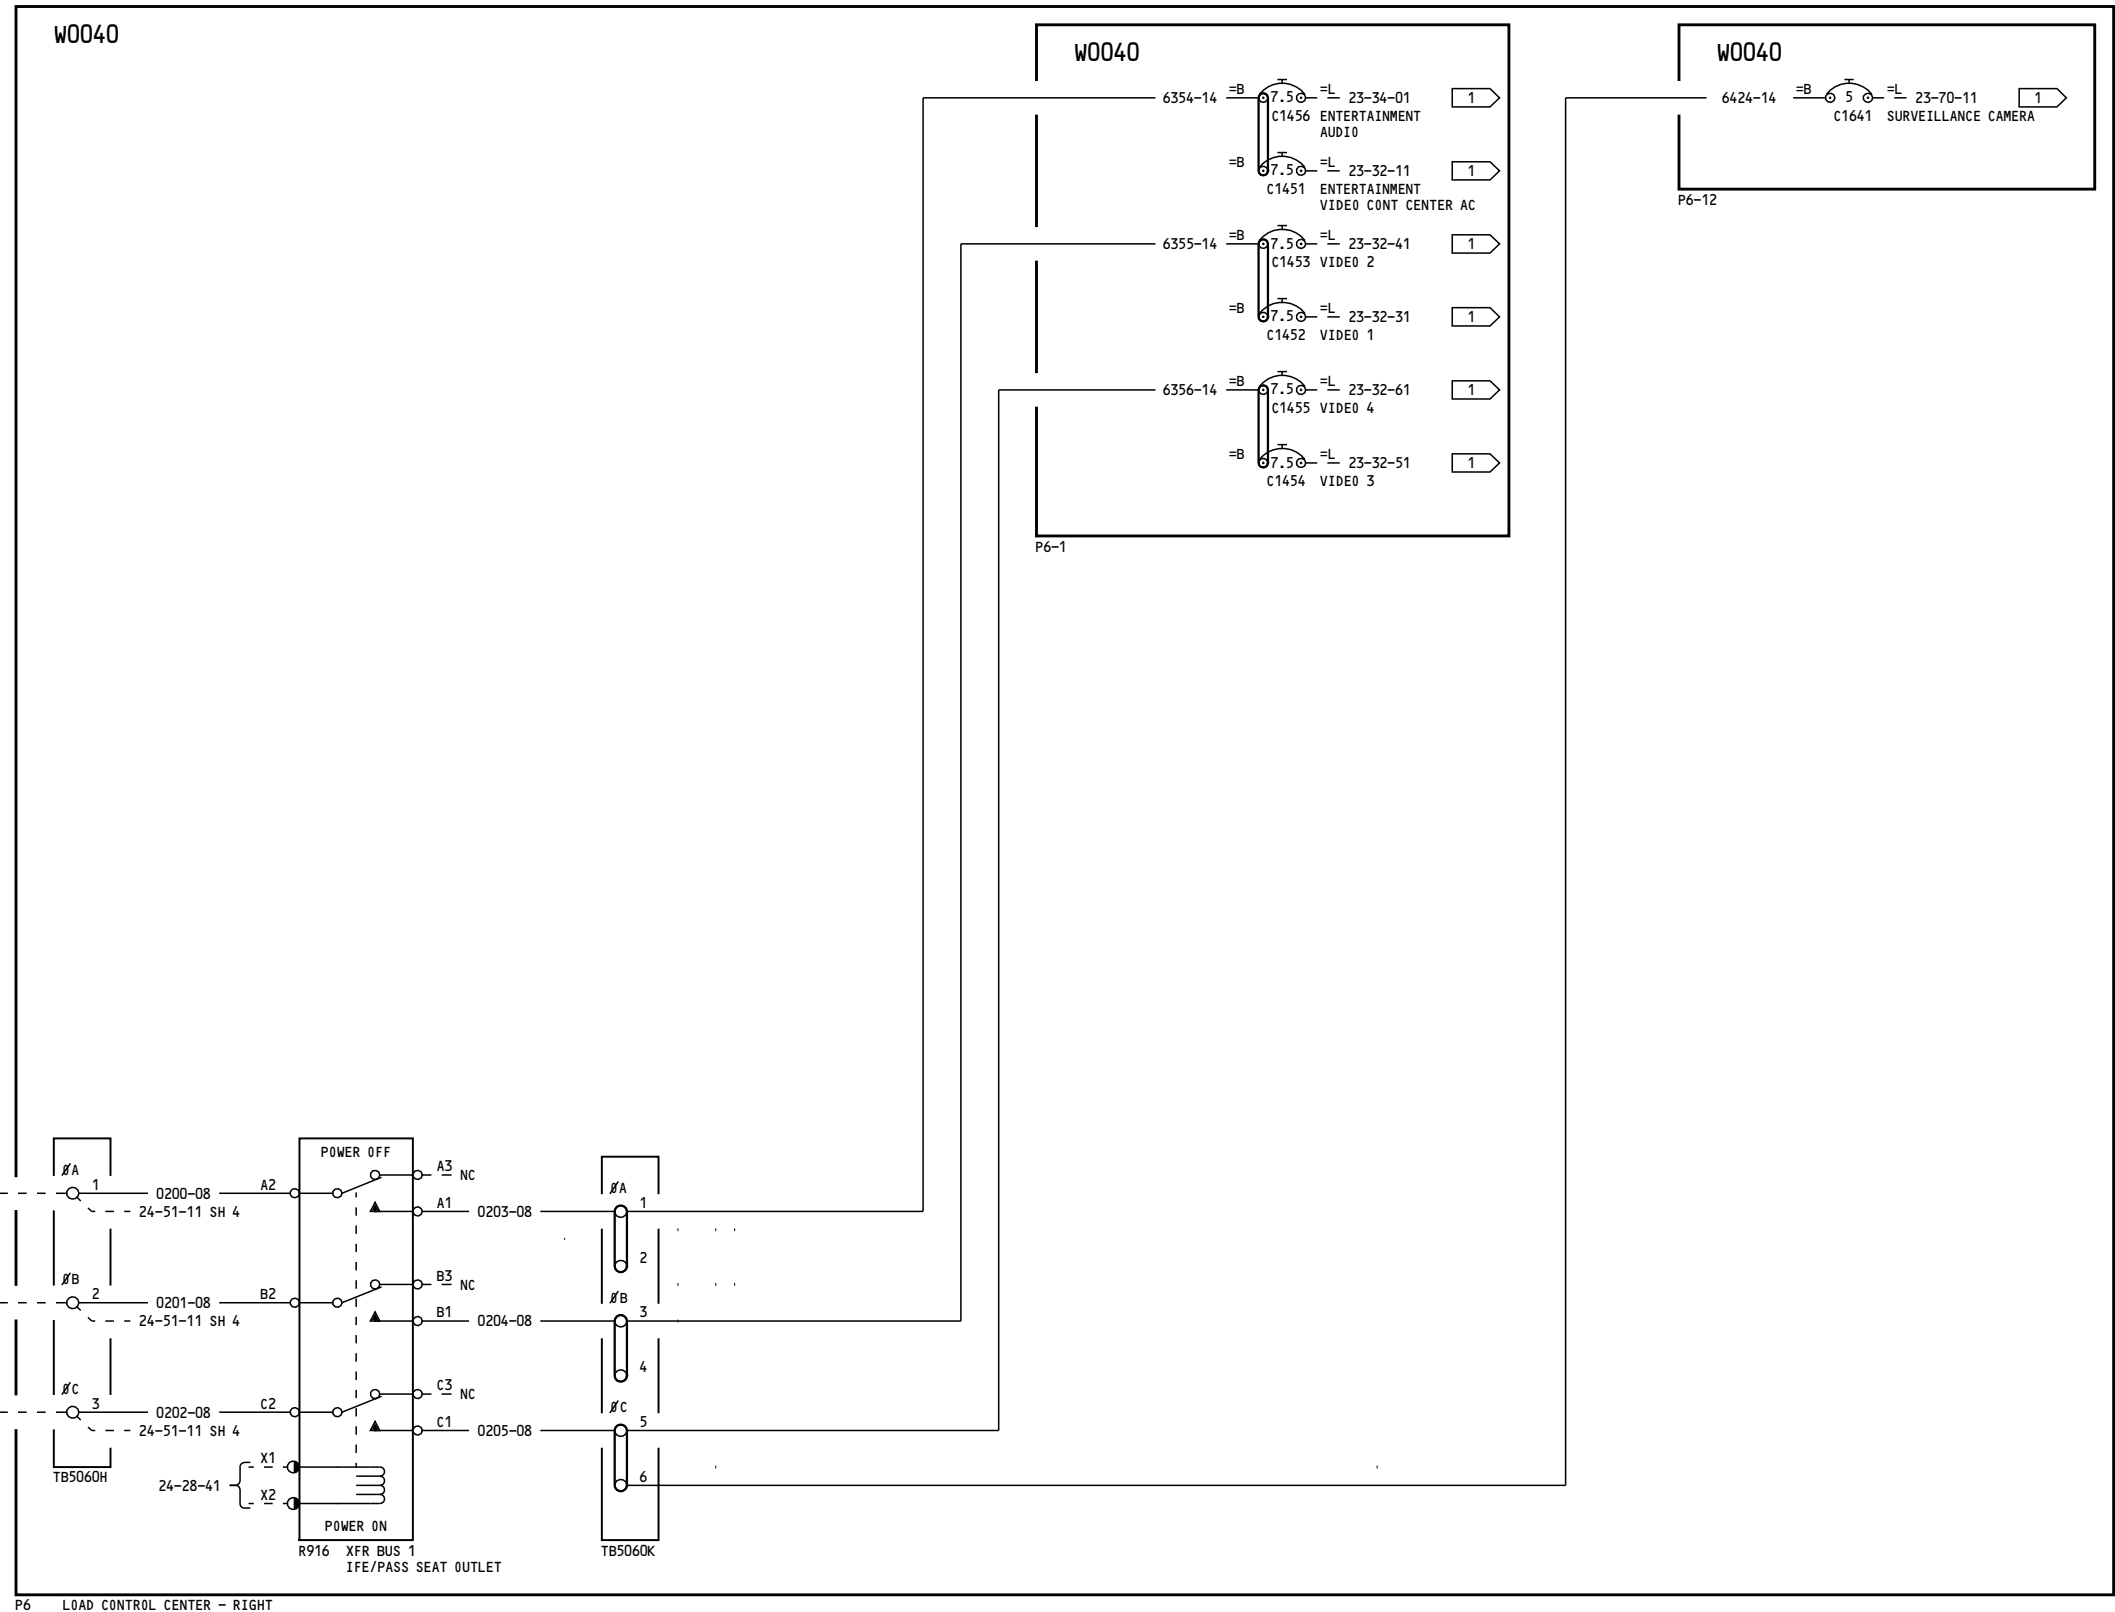 W0040
W0040
6354-14 =B 7.5 =L 23-34-01 1
C1456 ENTERTAINMENT
AUDIO
=B 7.5 =L 23-32-11 1
C1451 ENTERTAINMENT
VIDEO CONT CENTER AC
6355-14 =B 7.5 =L 23-32-41 1
C1453 VIDEO 2
=B 7.5 =L 23-32-31 1
C1452 VIDEO 1
6356-14 =B 7.5 =L 23-32-61 1
C1455 VIDEO 4
=B 7.5 =L 23-32-51 1
C1454 VIDEO 3
P6-1
W0040
6424-14 =B 5 =L 23-70-11 1
C1641 SURVEILLANCE CAMERA
P6-12
ØA
1 0200-08 A2
24-51-11 SH 4
ØB
2 0201-08 B2
24-51-11 SH 4
ØC
3 0202-08 C2
24-51-11 SH 4
TB5060H
24-28-41
X1
X2
POWER OFF
A3 NC
A1 0203-08
B3 NC
B1 0204-08
C3 NC
C1 0205-08
POWER ON
R916 XFR BUS 1
IFE/PASS SEAT OUTLET
ØA
1
2
ØB
3
4
ØC
5
6
TB5060K
P6 LOAD CONTROL CENTER - RIGHT